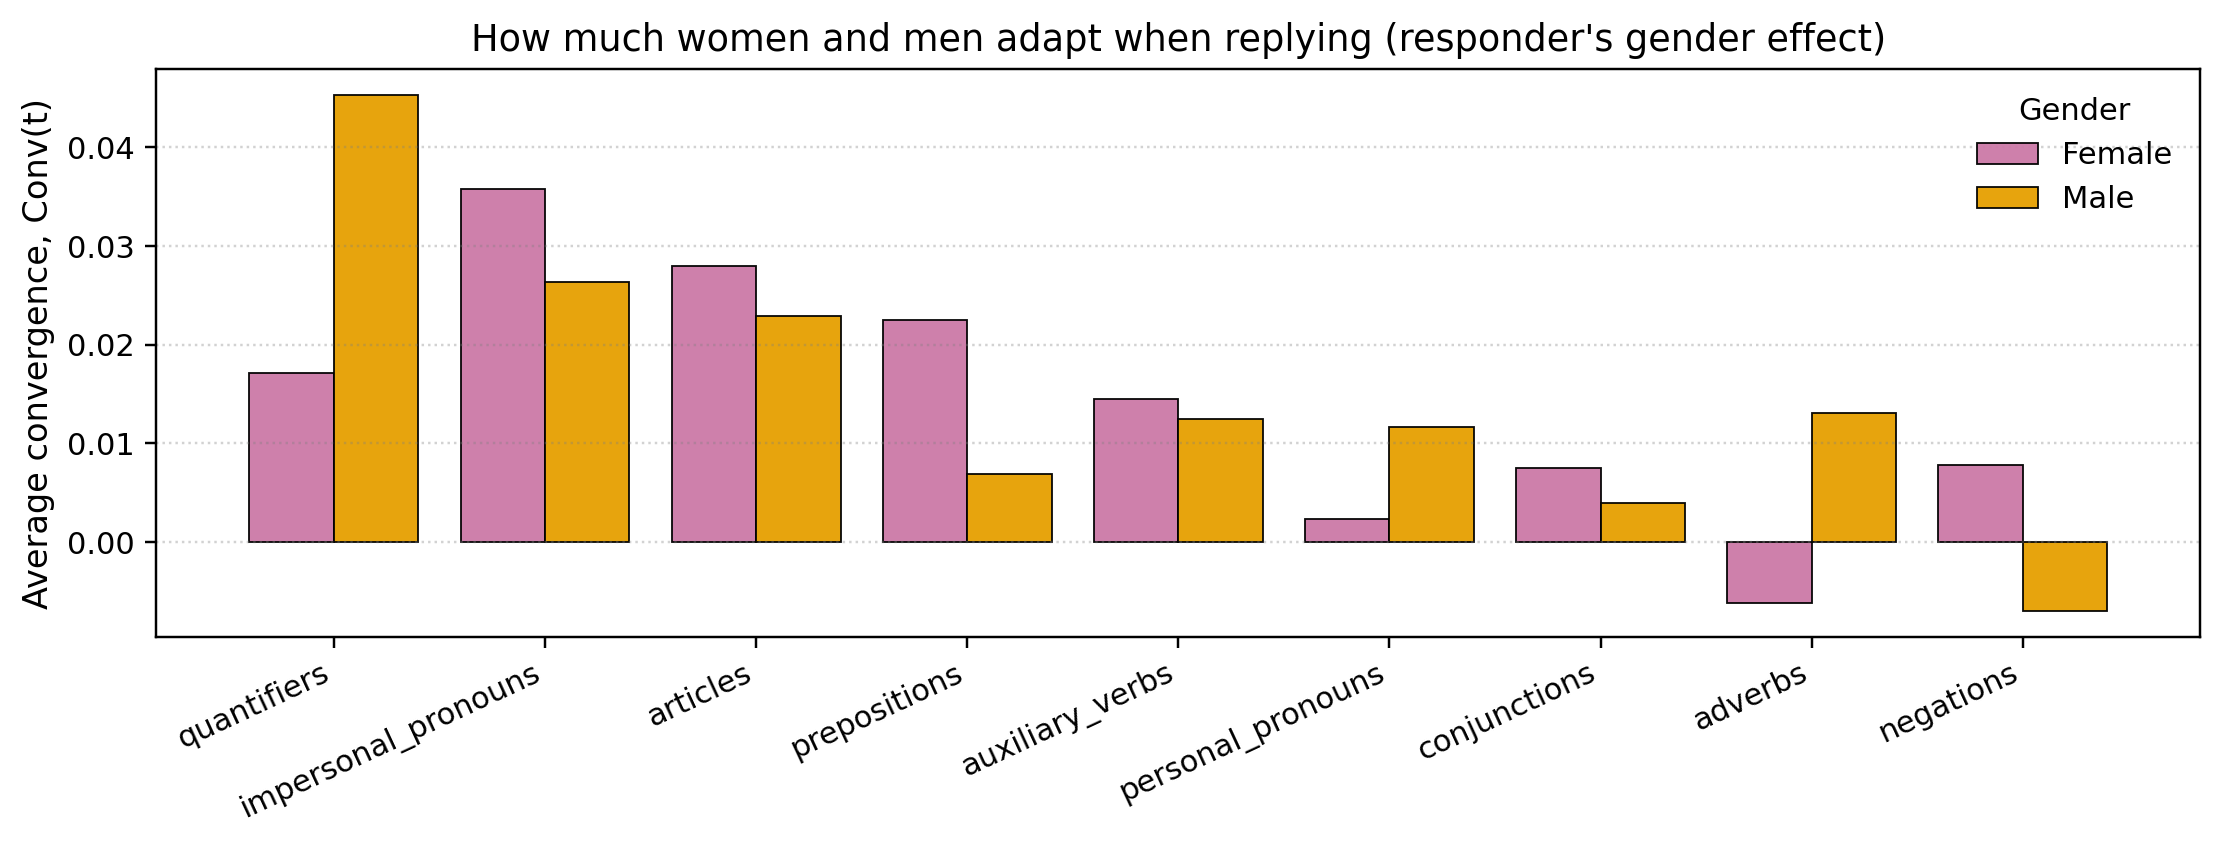 How much women and men adapt when replying (responder's gender effect)
Average convergence, Conv(t)
0.04
0.03
0.02
0.01
0.00
Gender
Female
Male
quantifiers
impersonal_pronouns
articles
prepositions
auxiliary_verbs
personal_pronouns
conjunctions
adverbs
negations